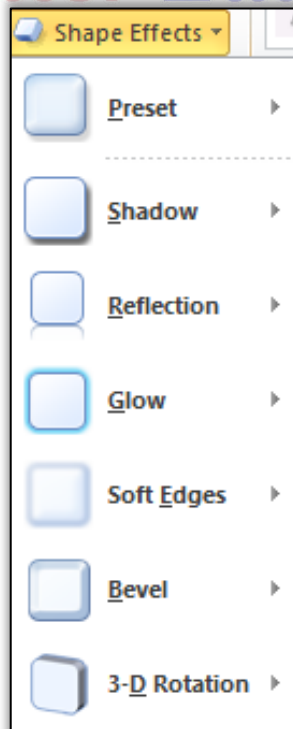 Shape Effects
Preset
Shadow
Reflection
Glow
Soft Edges
Bevel
3-D Rotation